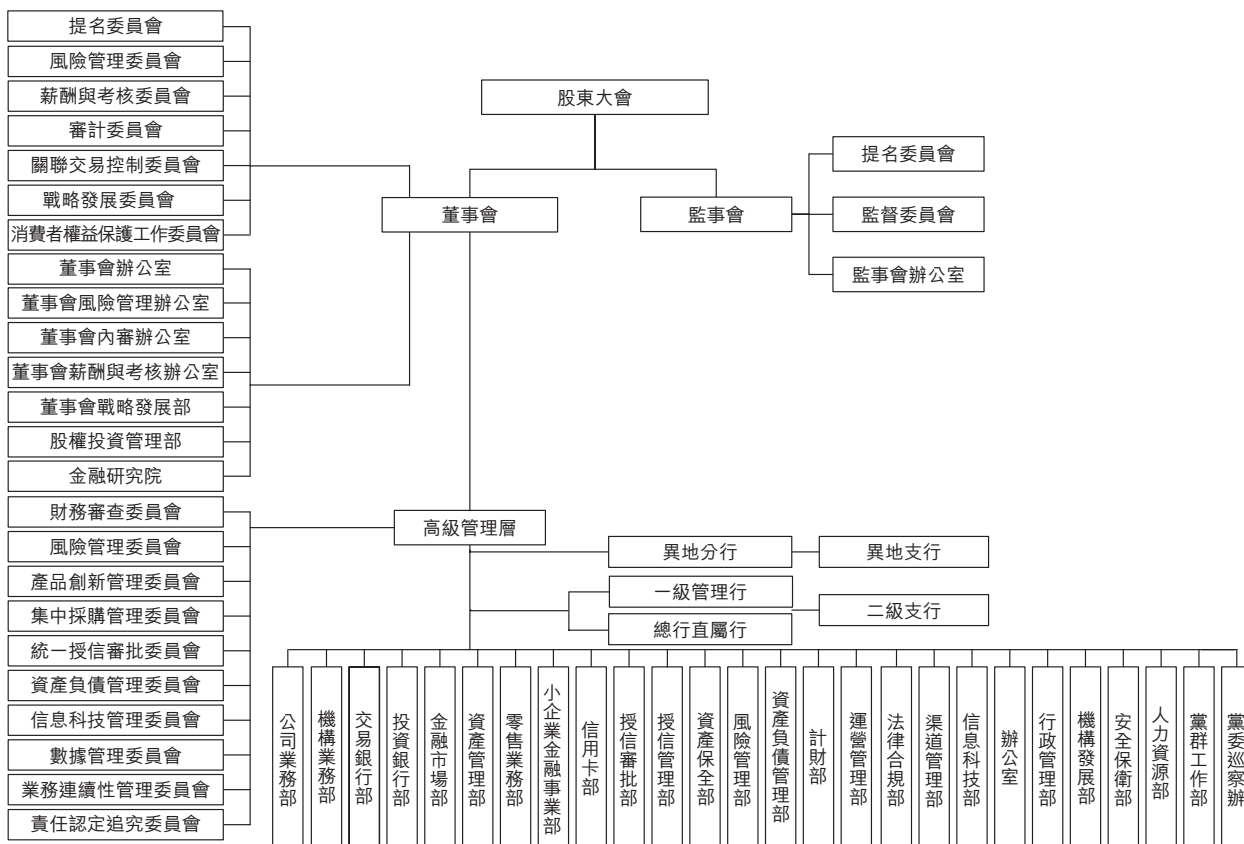 提名委員會
風險管理委員會
薪酬與考核委員會
審計委員會
關聯交易控制委員會
戰略發展委員會
消費者權益保護工作委員會
董事會辦公室
董事會風險管理辦公室
董事會內審辦公室
董事會薪酬與考核辦公室
董事會戰略發展部
股權投資管理部
金融研究院
財務審查委員會
風險管理委員會
產品創新管理委員會
集中採購管理委員會
統一授信審批委員會
資產負債管理委員會
信息科技管理委員會
數據管理委員會
業務連續性管理委員會
責任認定追究委員會
股東大會
董事會
監事會
提名委員會
監督委員會
監事會辦公室
高級管理層
異地分行
異地支行
一級管理行
總行直屬行
二級支行
公司業務部
機構業務部
交易銀行部
投資銀行部
金融市場部
資產管理部
零售業務部
小企業金融事業部
信用卡部
授信審批部
授信管理部
資產保全部
風險管理部
資產負債管理部
計財部
運營管理部
法律合規部
渠道管理部
信息科技部
辦公室
行政管理部
機構發展部
安全保衛部
人力資源部
黨群工作部
黨委巡察辦